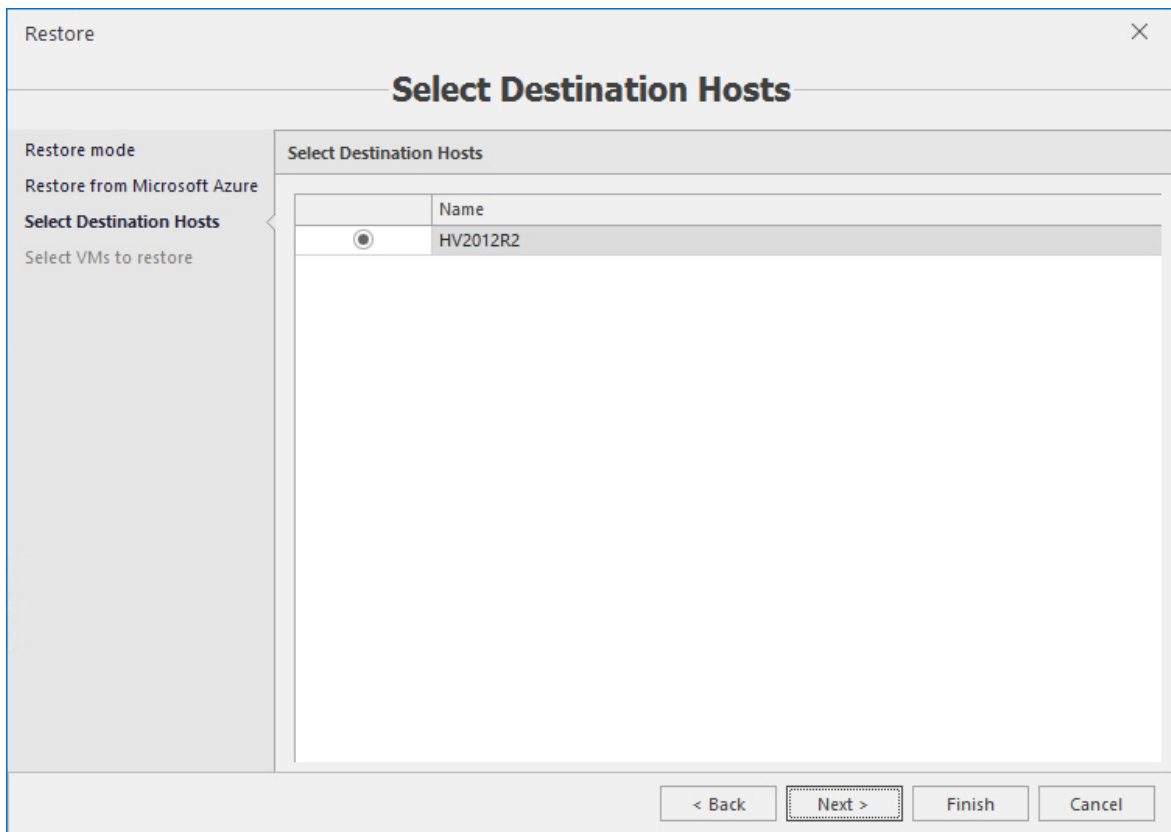 Restore
Select Destination Hosts
Restore mode
Restore from Microsoft Azure
Select Destination Hosts
Select VMs to restore
Select Destination Hosts
Name
HV2012R2
< Back
Next >
Finish
Cancel